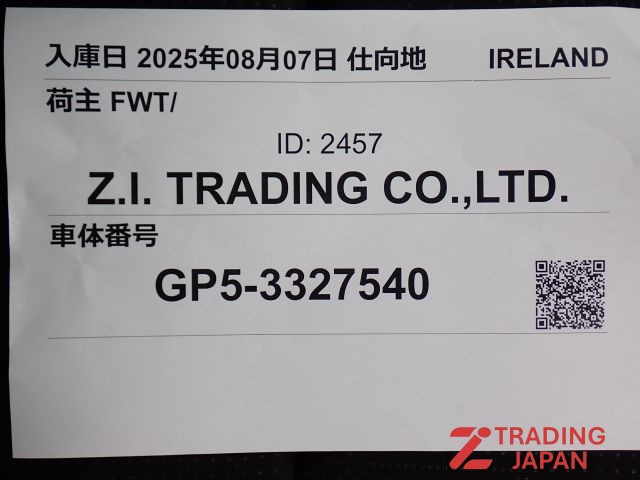 入庫日 2025年08月07日 仕向地 IRELAND
荷主 FWT/
ID: 2457
Z.I. TRADING CO.,LTD.
車体番号
GP5-3327540
TRADING
JAPAN